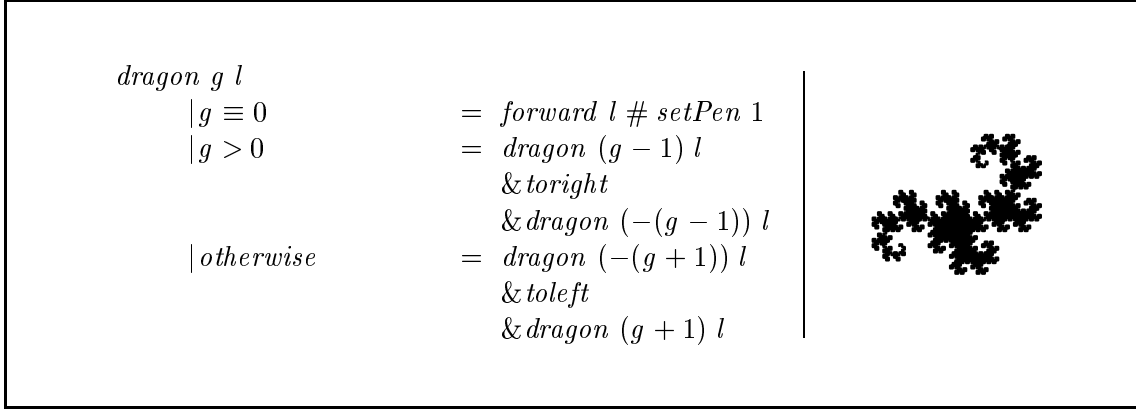 dragon g l
|g ≡ 0 = forward l # setPen 1
|g > 0 = dragon (g − 1) l
&toright
&dragon (−(g − 1)) l
|otherwise = dragon (−(g + 1)) l
&toleft
&dragon (g + 1) l